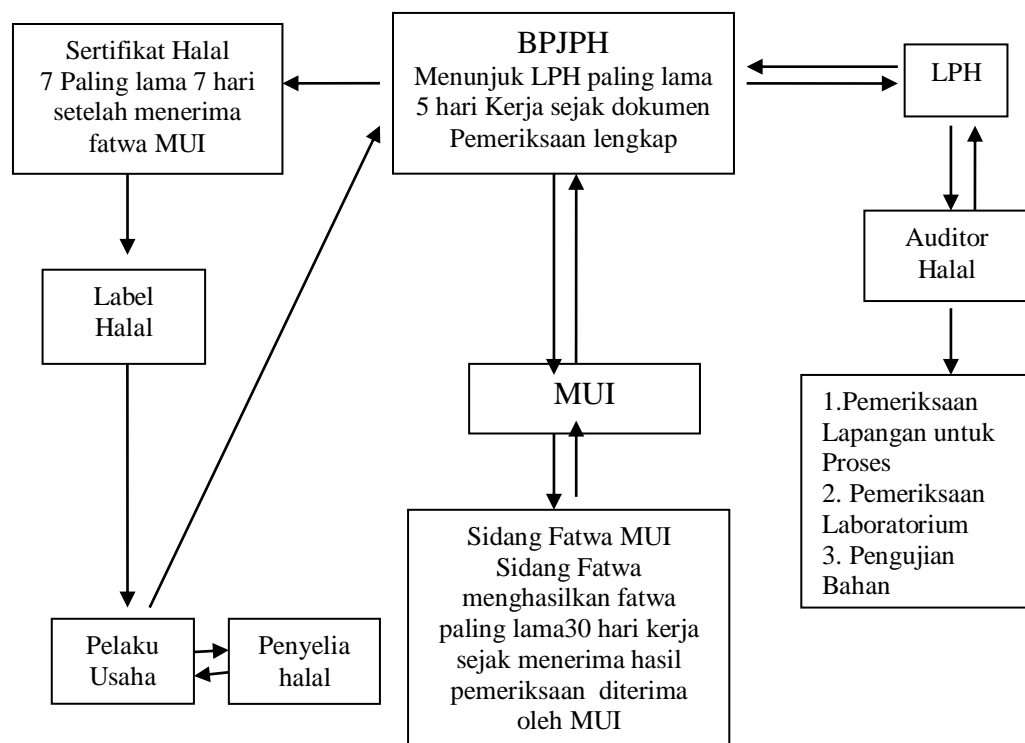 Sertifikat Halal
7 Paling lama 7 hari
setelah menerima
fatwa MUI
BPJPH
Menunjuk LPH paling lama
5 hari Kerja sejak dokumen
Pemeriksaan lengkap
LPH
Auditor
Halal
Label
Halal
MUI
1.Pemeriksaan
Lapangan untuk
Proses
2. Pemeriksaan
Laboratorium
3. Pengujian
Bahan
Sidang Fatwa MUI
Sidang Fatwa
menghasilkan fatwa
paling lama30 hari kerja
sejak menerima hasil
pemeriksaan  diterima
oleh MUI
Pelaku
Usaha
Penyelia
halal